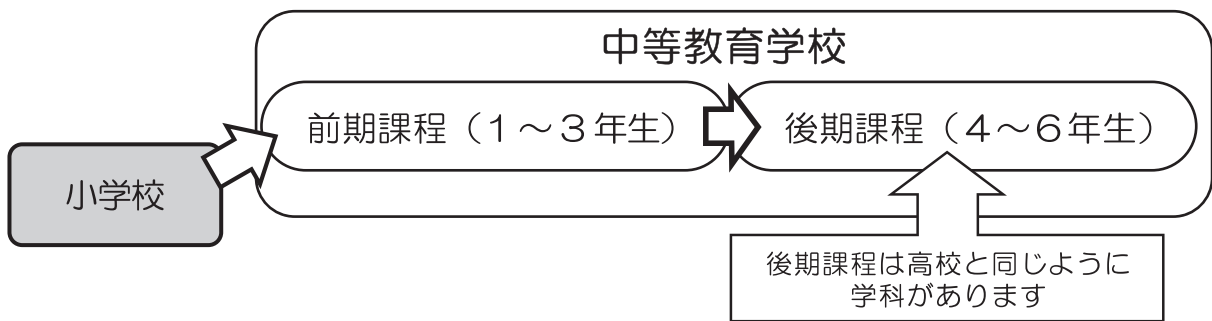 中等教育学校
前期課程（１～３年生）
後期課程（４～６年生）
小学校
後期課程は高校と同じように
学科があります